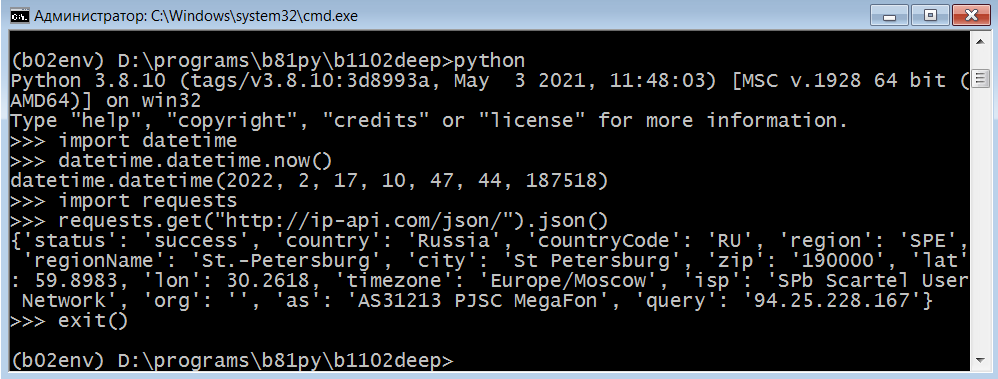 Администратор: C:\Windows\system32\cmd.exe
(b02env) D:\programs\b81py\b1102deep>python
Python 3.8.10 (tags/v3.8.10:3d8993a, May  3 2021, 11:48:03) [MSC v.1928 64 bit (
AMD64)] on win32
Type "help", "copyright", "credits" or "license" for more information.
>>> import datetime
>>> datetime.datetime.now()
datetime.datetime(2022, 2, 17, 10, 47, 44, 187518)
>>> import requests
>>> requests.get("http://ip-api.com/json/").json()
{'status': 'success', 'country': 'Russia', 'countryCode': 'RU', 'region': 'SPE',
 'regionName': 'St.-Petersburg', 'city': 'St Petersburg', 'zip': '190000', 'lat'
: 59.8983, 'lon': 30.2618, 'timezone': 'Europe/Moscow', 'isp': 'SPb Scartel User
 Network', 'org': '', 'as': 'AS31213 PJSC MegaFon', 'query': '94.25.228.167'}
>>> exit()
(b02env) D:\programs\b81py\b1102deep>